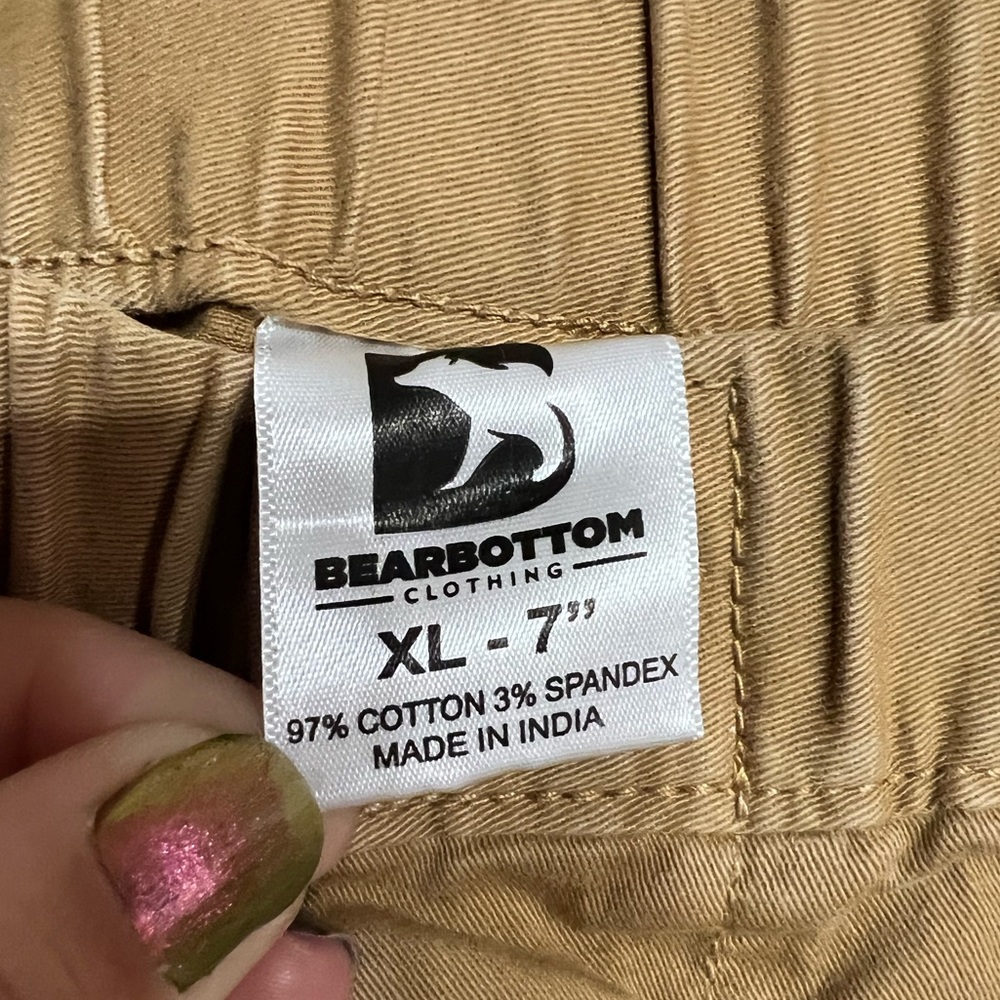 BEARBOTTOM
CLOTHING
XL - 7”
97% COTTON 3% SPANDEX
MADE IN INDIA